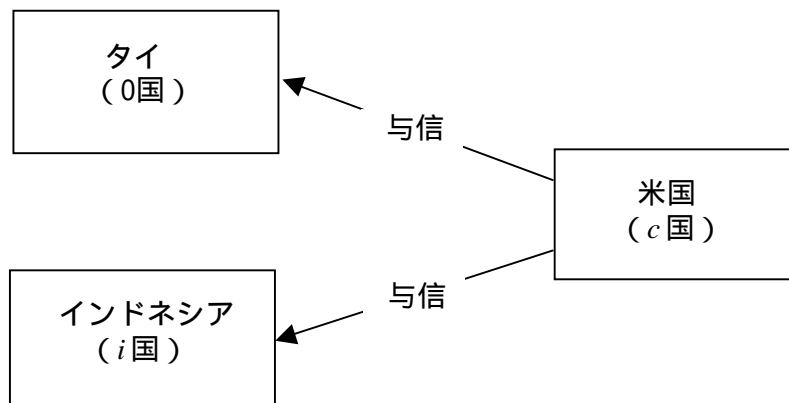 タイ
（0国）
与信
米国
（c国）
与信
インドネシア
（i国）